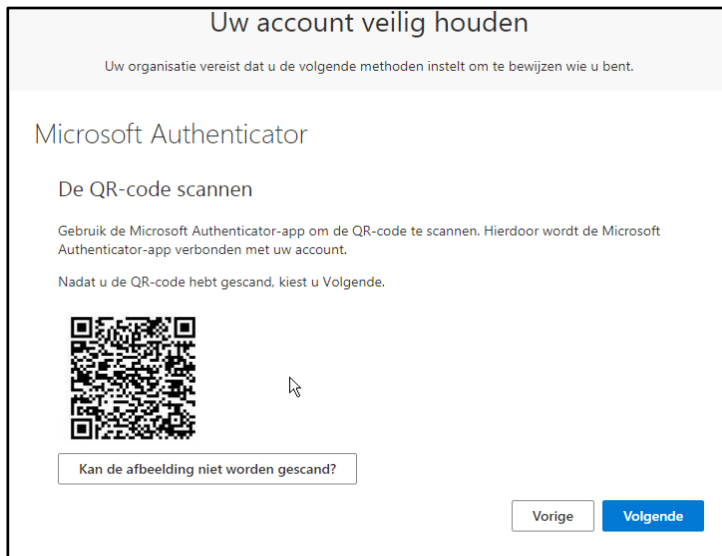 Uw account veilig houden
Uw organisatie vereist dat u de volgende methoden instelt om te bewijzen wie u bent.
Microsoft Authenticator
De QR-code scannen
Gebruik de Microsoft Authenticator-app om de QR-code te scannen. Hierdoor wordt de Microsoft
Authenticator-app verbonden met uw account.
Nadat u de QR-code hebt gescand, kiest u Volgende.
Kan de afbeelding niet worden gescand?
Vorige
Volgende